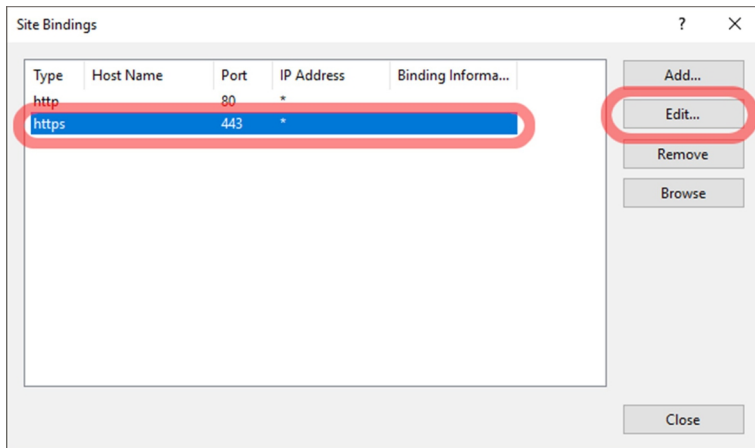 Site Bindings ? ✕
Type Host Name Port IP Address Binding Informa...
http 80 *
https 443 *
Add...
Edit...
Remove
Browse
Close